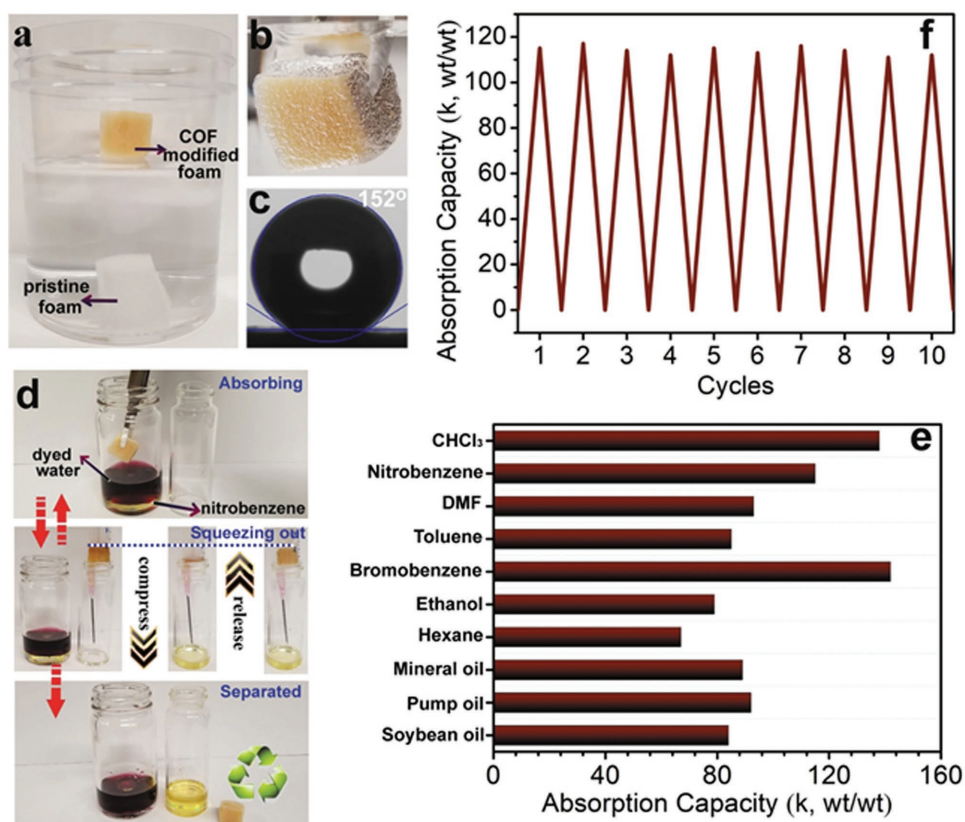 a
COF
modified
foam
pristine
foam
b
c
152°
f
Absorption Capacity (k, wt/wt)
120
100
80
60
40
20
0
1 2 3 4 5 6 7 8 9 10
Cycles
d
Absorbing
dyed
water
nitrobenzene
Squeezing out
compress
release
Separated
e
CHCl₃
Nitrobenzene
DMF
Toluene
Bromobenzene
Ethanol
Hexane
Mineral oil
Pump oil
Soybean oil
0 40 80 120 160
Absorption Capacity (k, wt/wt)